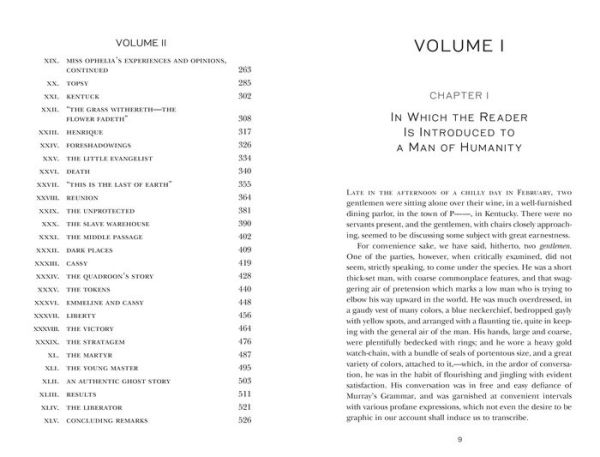 VOLUME II
XIX. MISS OPHELIA'S EXPERIENCES AND OPINIONS,
CONTINUED 263
XX. TOPSY 285
XXI. KENTUCK 302
XXII. "THE GRASS WITHERETH—THE
FLOWER FADETH" 308
XXIII. HENRIQUE 317
XXIV. FORESHADOWINGS 326
XXV. THE LITTLE EVANGELIST 334
XXVI. DEATH 340
XXVII. "THIS IS THE LAST OF EARTH" 355
XXVIII. REUNION 364
XXIX. THE UNPROTECTED 381
XXX. THE SLAVE WAREHOUSE 390
XXXI. THE MIDDLE PASSAGE 402
XXXII. DARK PLACES 409
XXXIII. CASSY 419
XXXIV. THE QUADROON'S STORY 428
XXXV. THE TOKENS 440
XXXVI. EMMELINE AND CASSY 448
XXXVII. LIBERTY 456
XXXVIII. THE VICTORY 464
XXXIX. THE STRATAGEM 476
XL. THE MARTYR 487
XLI. THE YOUNG MASTER 495
XLII. AN AUTHENTIC GHOST STORY 503
XLIII. RESULTS 511
XLIV. THE LIBERATOR 521
XLV. CONCLUDING REMARKS 526
VOLUME I
CHAPTER I
IN WHICH THE READER
IS INTRODUCED TO
A MAN OF HUMANITY
LATE IN THE AFTERNOON OF A CHILLY DAY IN FEBRUARY, TWO
gentlemen were sitting alone over their wine, in a well-furnished
dining parlor, in the town of P——, in Kentucky. There were no
servants present, and the gentlemen, with chairs closely approach-
ing, seemed to be discussing some subject with great earnestness.
For convenience sake, we have said, hitherto, two gentlemen.
One of the parties, however, when critically examined, did not
seem, strictly speaking, to come under the species. He was a short
thick-set man, with coarse commonplace features, and that swag-
gering air of pretension which marks a low man who is trying to
elbow his way upward in the world. He was much overdressed, in
a gaudy vest of many colors, a blue neckerchief, bedropped gayly
with yellow spots, and arranged with a flaunting tie, quite in keep-
ing with the general air of the man. His hands, large and coarse,
were plentifully bedecked with rings; and he wore a heavy gold
watch-chain, with a bundle of seals of portentous size, and a great
variety of colors, attached to it,—which, in the ardor of conversa-
tion, he was in the habit of flourishing and jingling with evident
satisfaction. His conversation was in free and easy defiance of
Murray's Grammar, and was garnished at convenient intervals
with various profane expressions, which not even the desire to be
graphic in our account shall induce us to transcribe.
9